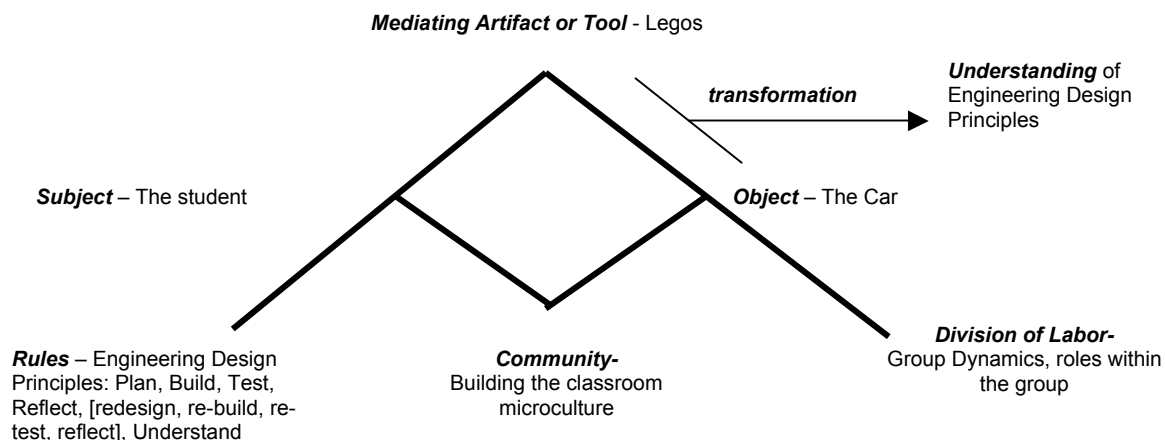 Mediating Artifact or Tool - Legos
transformation
Understanding of
Engineering Design
Principles
Subject – The student
Object – The Car
Rules – Engineering Design
Principles: Plan, Build, Test,
Reflect, [redesign, re-build, re-
test, reflect], Understand
Community-
Building the classroom
microculture
Division of Labor-
Group Dynamics, roles within
the group